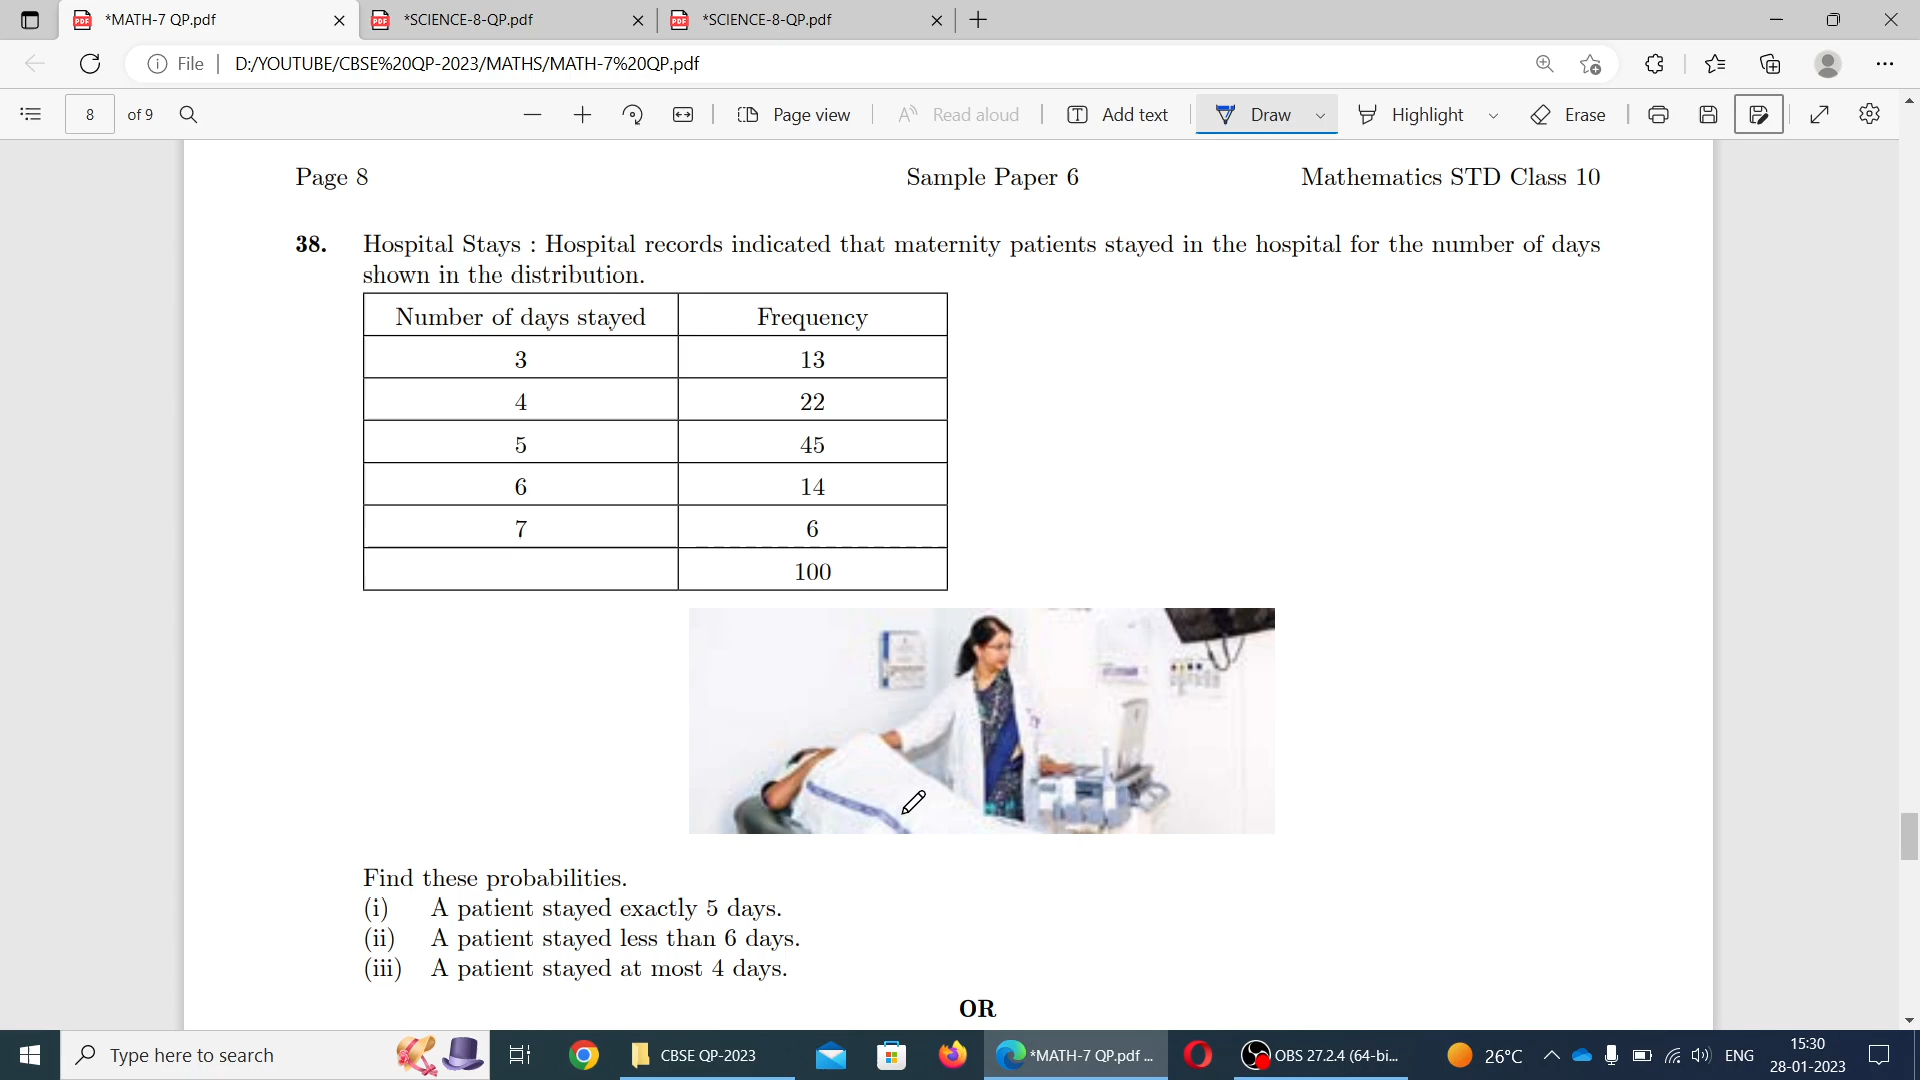 *MATH-7 QP.pdf
*SCIENCE-8-QP.pdf
*SCIENCE-8-QP.pdf
File D:/YOUTUBE/CBSE%20QP-2023/MATHS/MATH-7%20QP.pdf
8 of 9 Page view Read aloud Add text Draw Highlight Erase
Page 8 Sample Paper 6 Mathematics STD Class 10
38. Hospital Stays : Hospital records indicated that maternity patients stayed in the hospital for the number of days
shown in the distribution.
Number of days stayed Frequency
3 13
4 22
5 45
6 14
7 6
100
Find these probabilities.
(i) A patient stayed exactly 5 days.
(ii) A patient stayed less than 6 days.
(iii) A patient stayed at most 4 days.
OR
Type here to search CBSE QP-2023 *MATH-7 QP.pdf ... OBS 27.2.4 (64-bi... 26°C ENG 15:30
28-01-2023